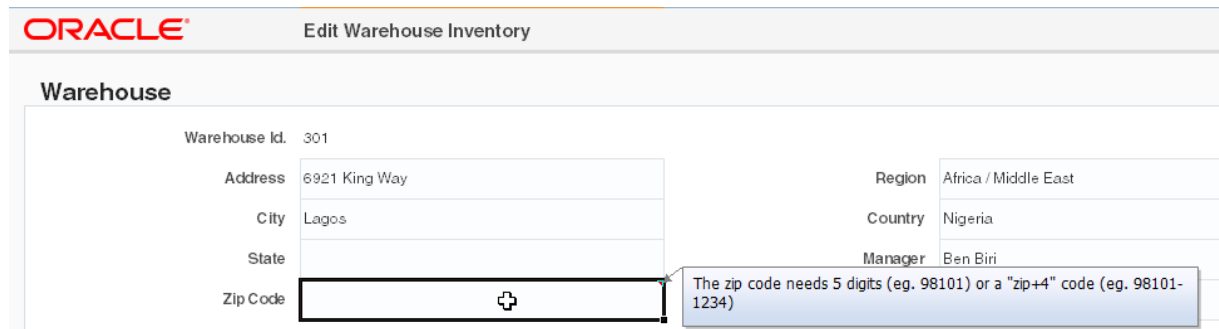 ORACLE® Edit Warehouse Inventory
Warehouse
Warehouse Id. 301
Address 6921 King Way Region Africa / Middle East
City Lagos Country Nigeria
State Manager Ben Biri
Zip Code The zip code needs 5 digits (eg. 98101) or a "zip+4" code (eg. 98101-
1234)